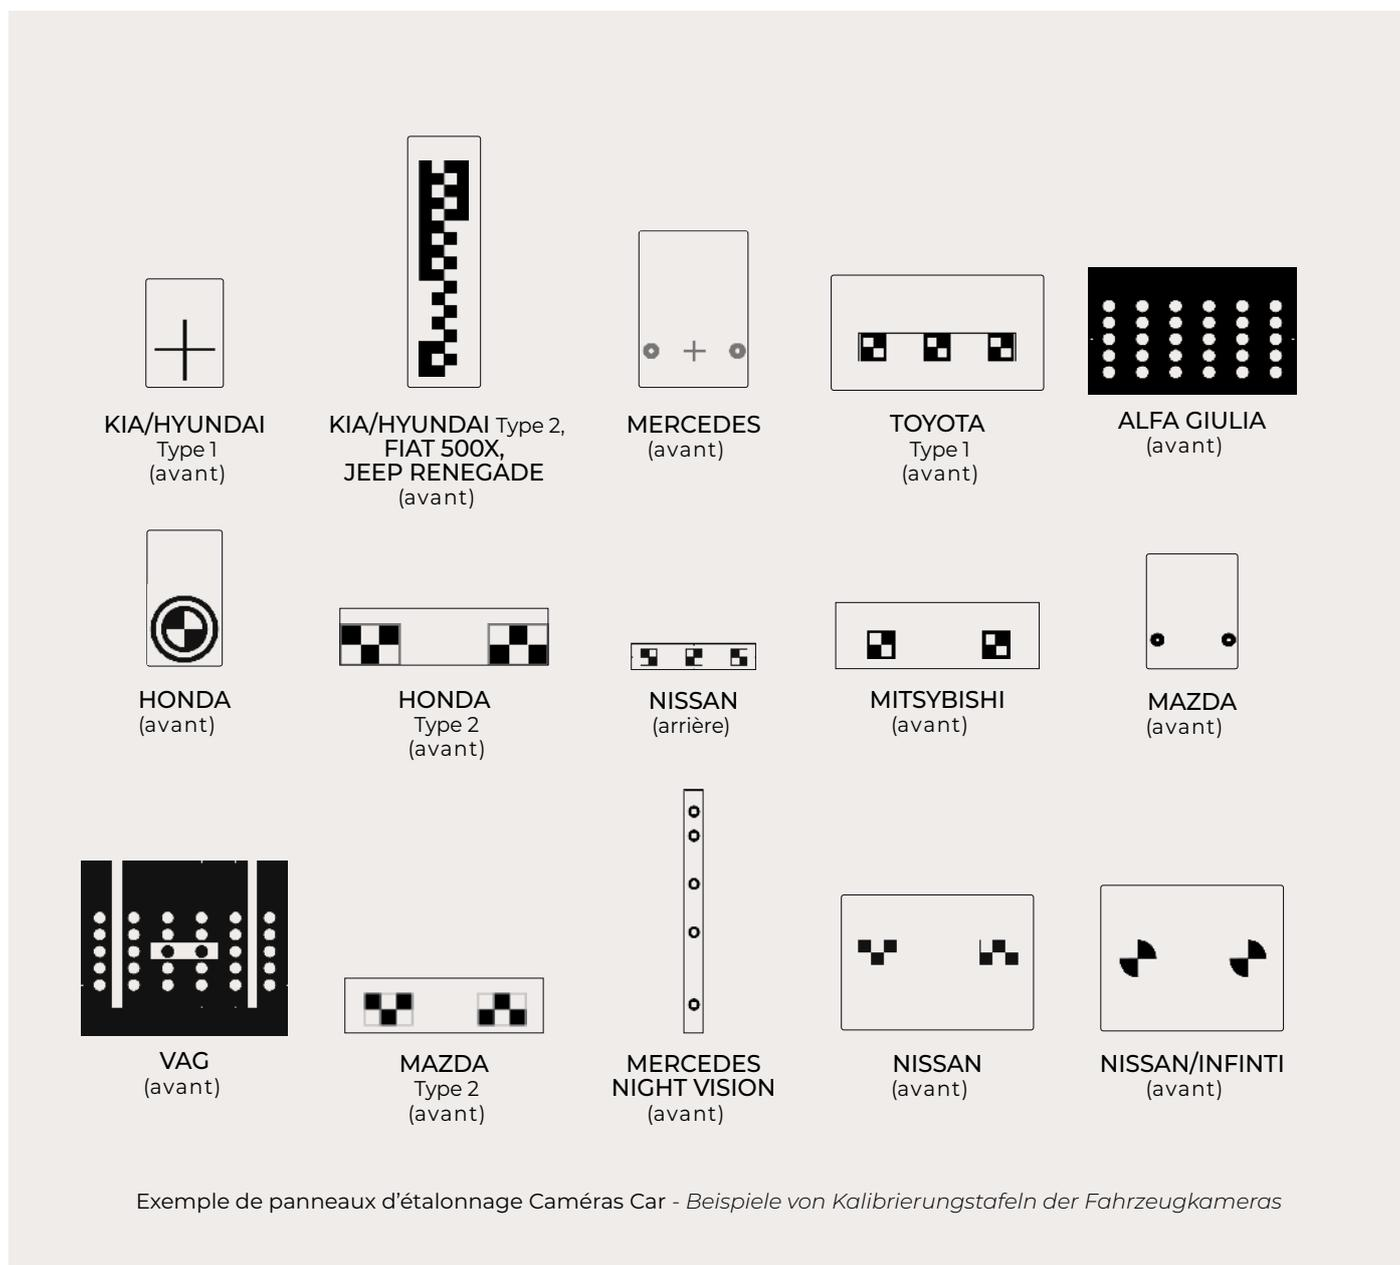 KIA/HYUNDAI
Type 1
(avant)
KIA/HYUNDAI Type 2,
FIAT 500X,
JEEP RENEGADE
(avant)
MERCEDES
(avant)
TOYOTA
Type 1
(avant)
ALFA GIULIA
(avant)
HONDA
(avant)
HONDA
Type 2
(avant)
NISSAN
(arrière)
MITSYBISHI
(avant)
MAZDA
(avant)
VAG
(avant)
MAZDA
Type 2
(avant)
MERCEDES
NIGHT VISION
(avant)
NISSAN
(avant)
NISSAN/INFINTI
(avant)
Exemple de panneaux d’étalonnage Caméras Car - Beispiele von Kalibrierungstafeln der Fahrzeugkameras